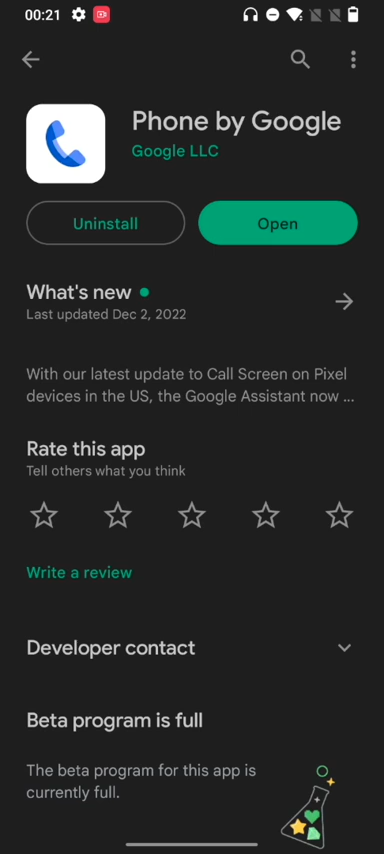 00:21
Phone by Google
Google LLC
Uninstall
Open
What's new
Last updated Dec 2, 2022
With our latest update to Call Screen on Pixel
devices in the US, the Google Assistant now ...
Rate this app
Tell others what you think
Write a review
Developer contact
Beta program is full
The beta program for this app is
currently full.